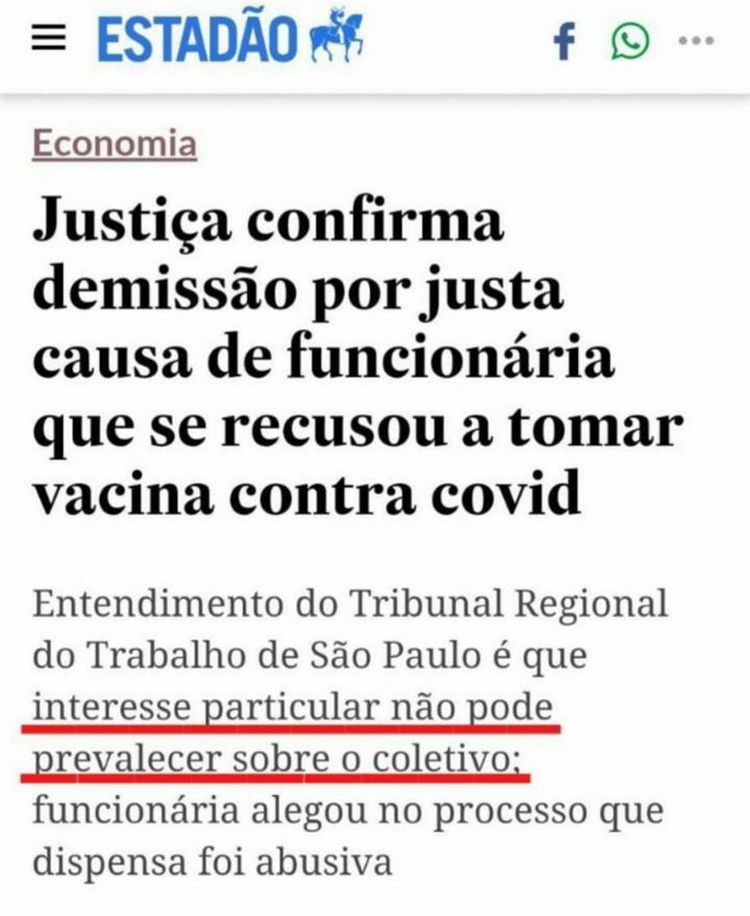 ESTADÃO
Economia
Justiça confirma
demissão por justa
causa de funcionária
que se recusou a tomar
vacina contra covid
Entendimento do Tribunal Regional
do Trabalho de São Paulo é que
interesse particular não pode
prevalecer sobre o coletivo;
funcionária alegou no processo que
dispensa foi abusiva